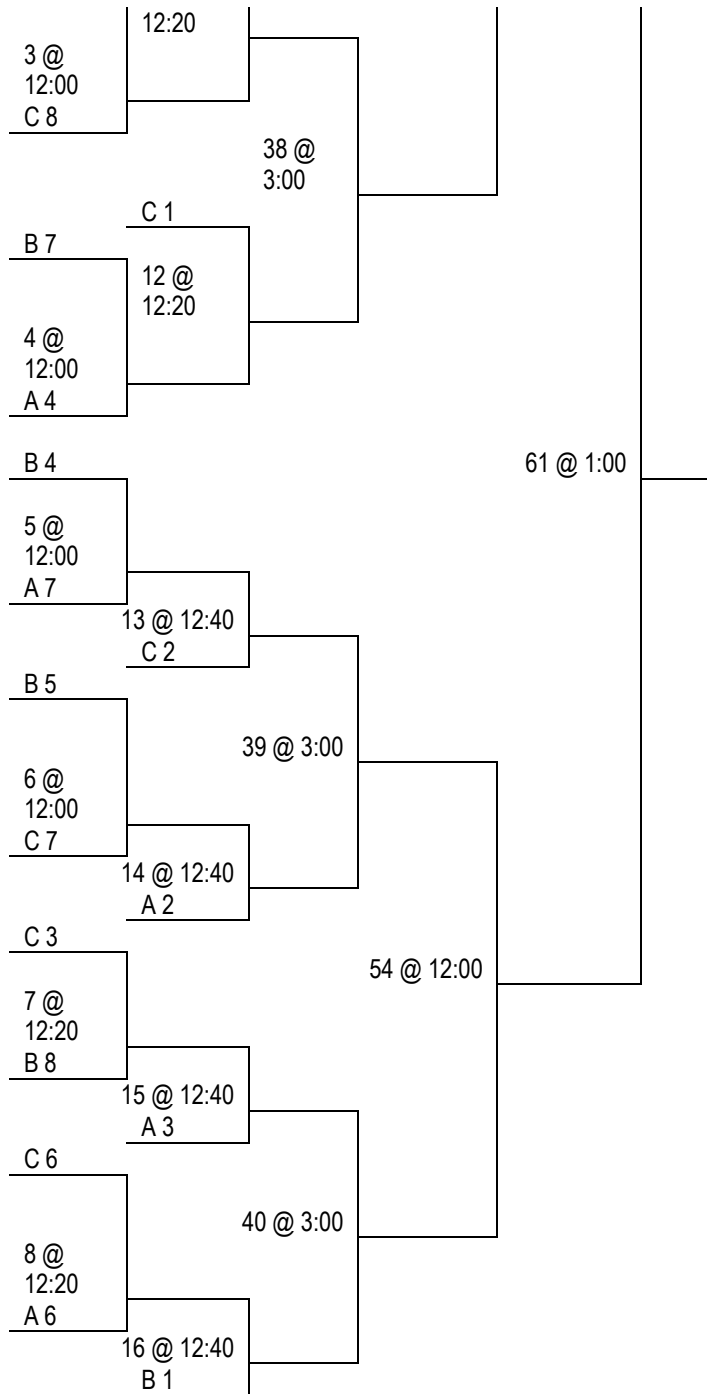 12:20
3 @
12:00
C 8
38 @
3:00
C 1
B 7
12 @
12:20
4 @
12:00
A 4
B 4
61 @ 1:00
5 @
12:00
A 7
13 @ 12:40
C 2
B 5
39 @ 3:00
6 @
12:00
C 7
14 @ 12:40
A 2
C 3
54 @ 12:00
7 @
12:20
B 8
15 @ 12:40
A 3
C 6
40 @ 3:00
8 @
12:20
A 6
16 @ 12:40
B 1